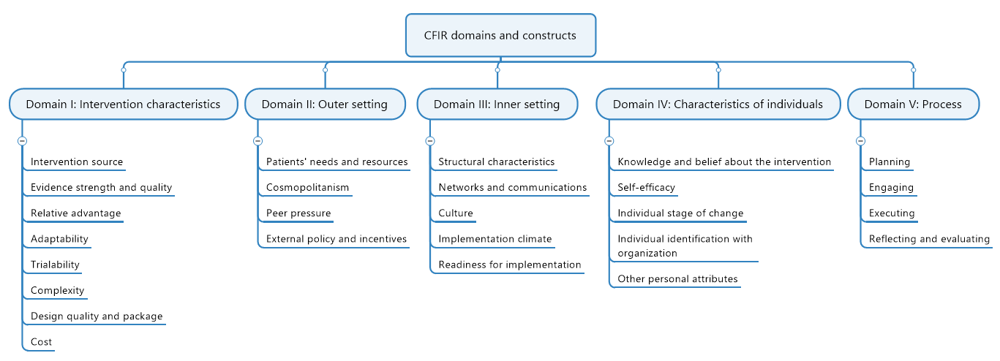 CFIR domains and constructs
Domain I: Intervention characteristics
Intervention source
Evidence strength and quality
Relative advantage
Adaptability
Trialability
Complexity
Design quality and package
Cost
Domain II: Outer setting
Patients' needs and resources
Cosmopolitanism
Peer pressure
External policy and incentives
Domain III: Inner setting
Structural characteristics
Networks and communications
Culture
Implementation climate
Readiness for implementation
Domain IV: Characteristics of individuals
Knowledge and belief about the intervention
Self-efficacy
Individual stage of change
Individual identification with
organization
Other personal attributes
Domain V: Process
Planning
Engaging
Executing
Reflecting and evaluating